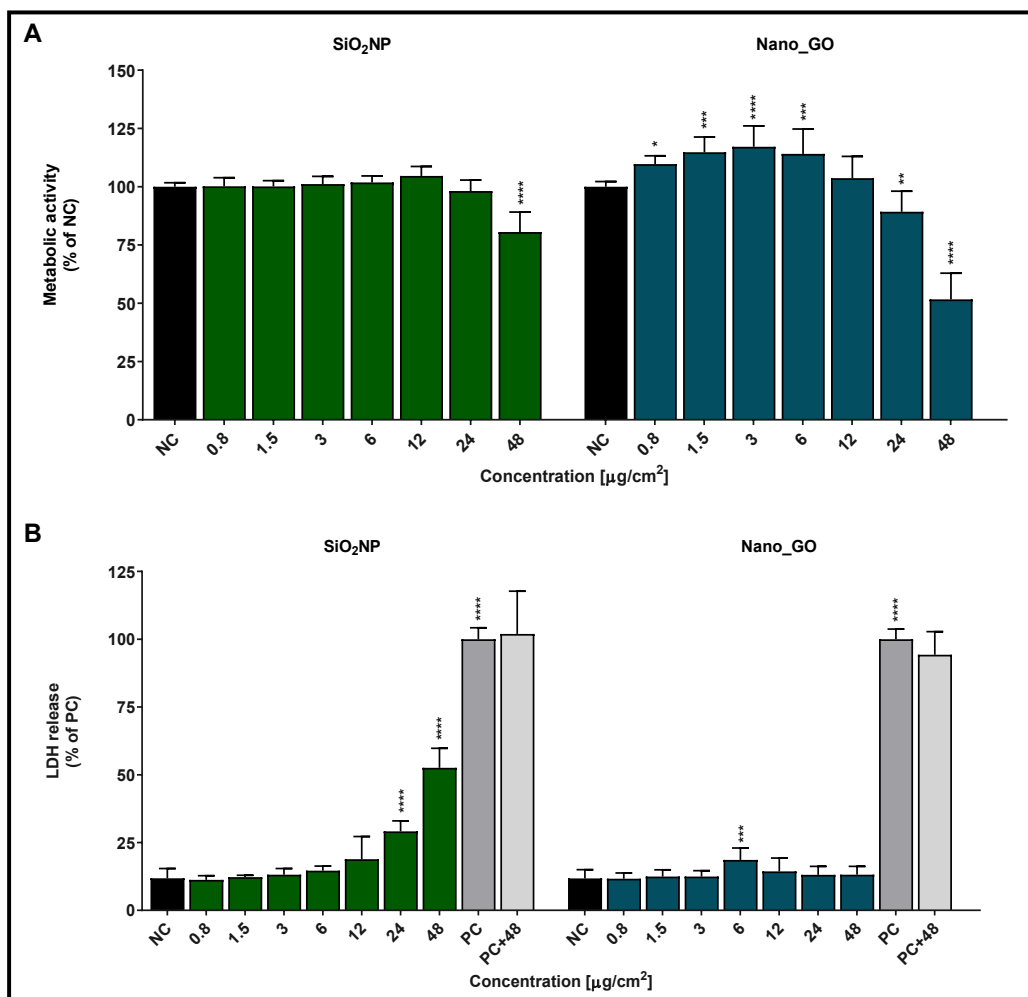 A
SiO₂NP
Nano_GO
Metabolic activity
(% of NC)
150
125
100
75
50
25
0
****
*
***
****
***
**
****
NC
0.8
1.5
3
6
12
24
48
NC
0.8
1.5
3
6
12
24
48
Concentration [µg/cm²]
B
SiO₂NP
Nano_GO
LDH release
(% of PC)
125
100
75
50
25
0
****
****
****
***
****
NC
0.8
1.5
3
6
12
24
48
PC
PC+48
NC
0.8
1.5
3
6
12
24
48
PC
PC+48
Concentration [µg/cm²]